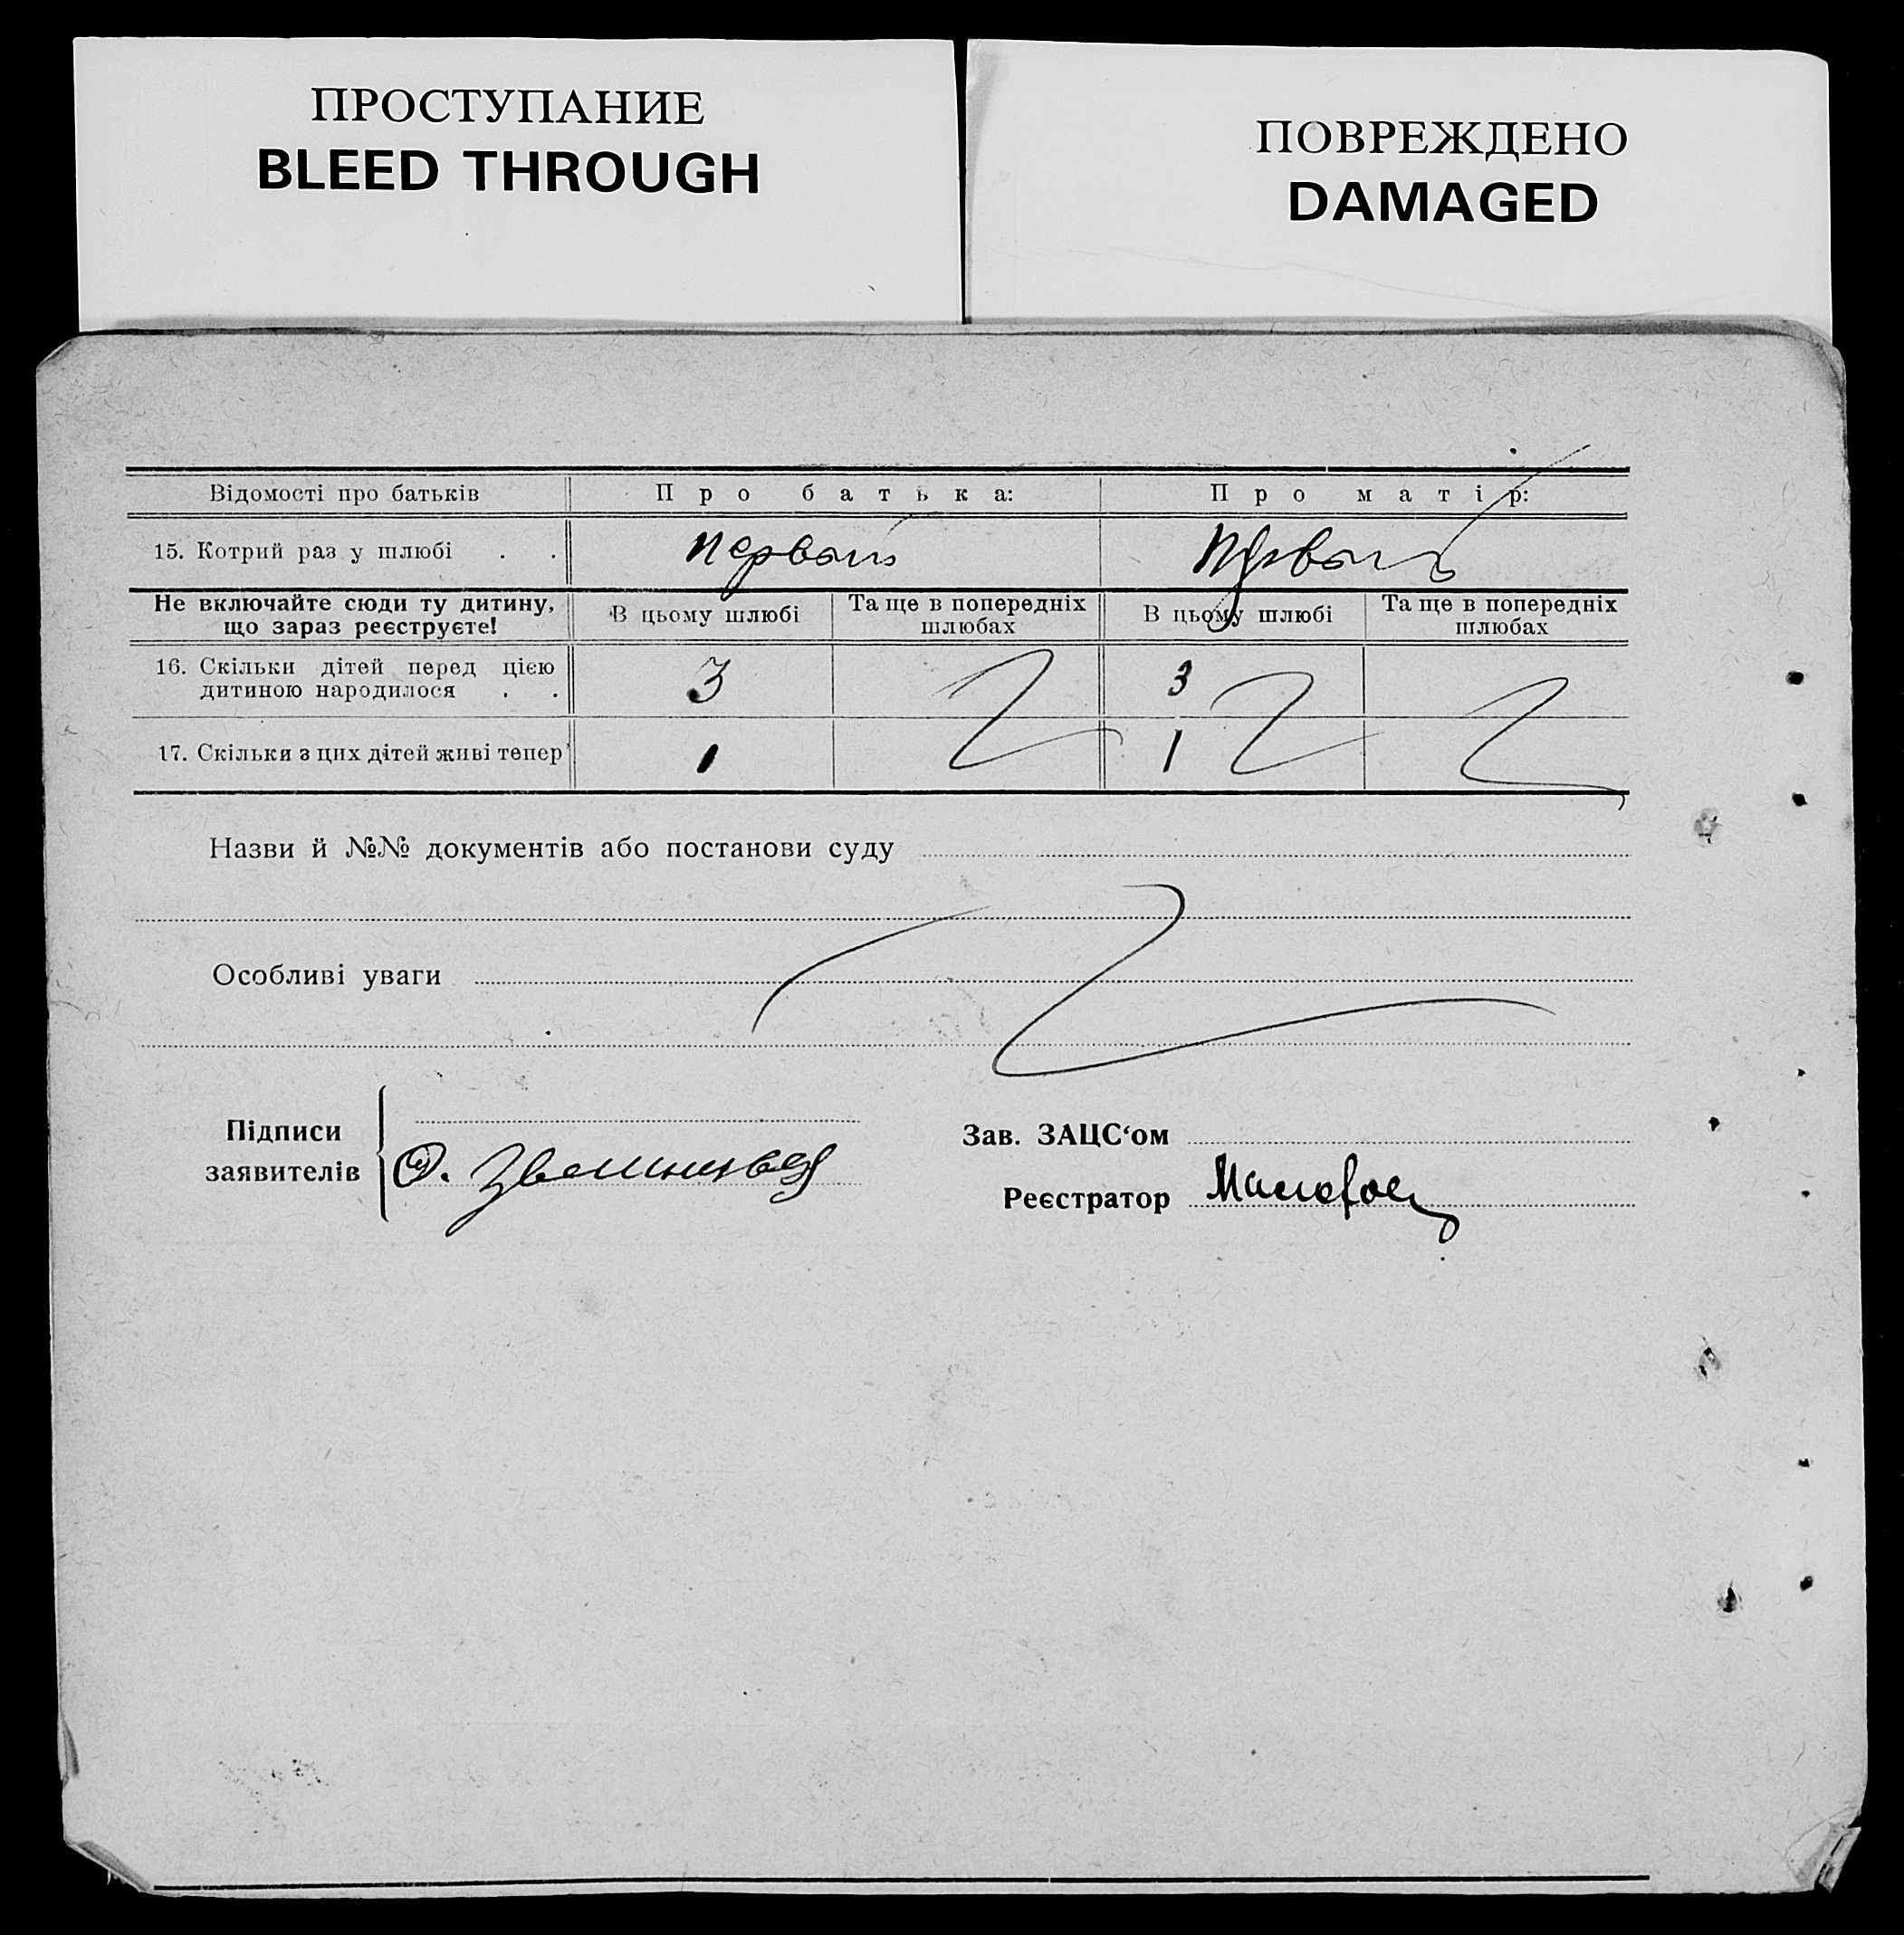 ПРОСТУПАНИЕ
BLEED THROUGH
ПОВРЕЖДЕНО
DAMAGED
Відомості про батьків Про батька: Про матір:
15. Котрий раз у шлюбі . . первый первый
Не включайте сюди ту дитину, що зараз реєструєте! В цьому шлюбі Та ще в попередніх шлюбах В цьому шлюбі Та ще в попередніх шлюбах
16. Скільки дітей перед цією
дитиною народилося . . 3 3
17. Скільки з цих дітей живі тепер 1 1
Назви й №№ документів або постанови суду
Особливі уваги
Підписи
заявителів
Зав. ЗАЦС‘ом
Реєстратор